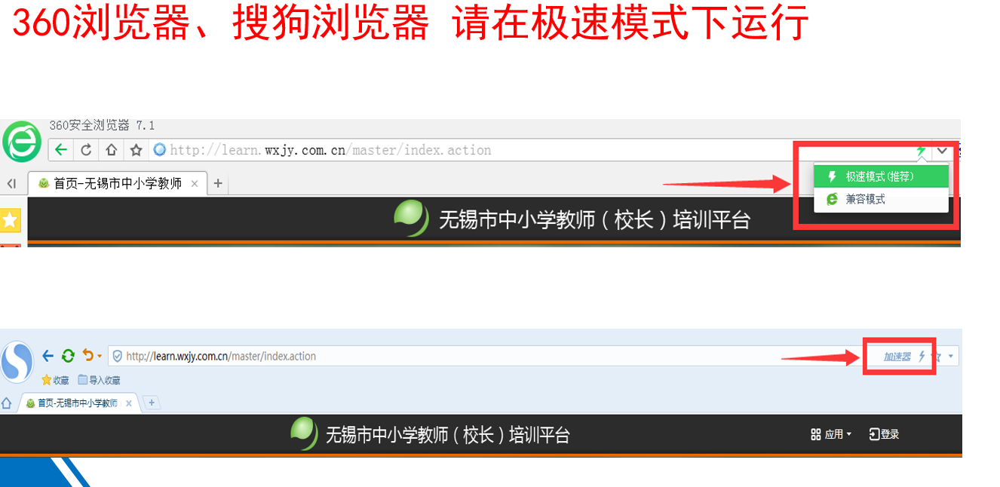 360浏览器、搜狗浏览器 请在极速模式下运行
360安全浏览器 7.1
http://learn.wxjy.com.cn/master/index.action
首页-无锡市中小学教师 × +
极速模式(推荐)
兼容模式
无锡市中小学教师（校长）培训平台
http://learn.wxjy.com.cn/master/index.action
加速器
收藏 导入收藏
首页-无锡市中小学教师 × +
无锡市中小学教师（校长）培训平台
应用 登录